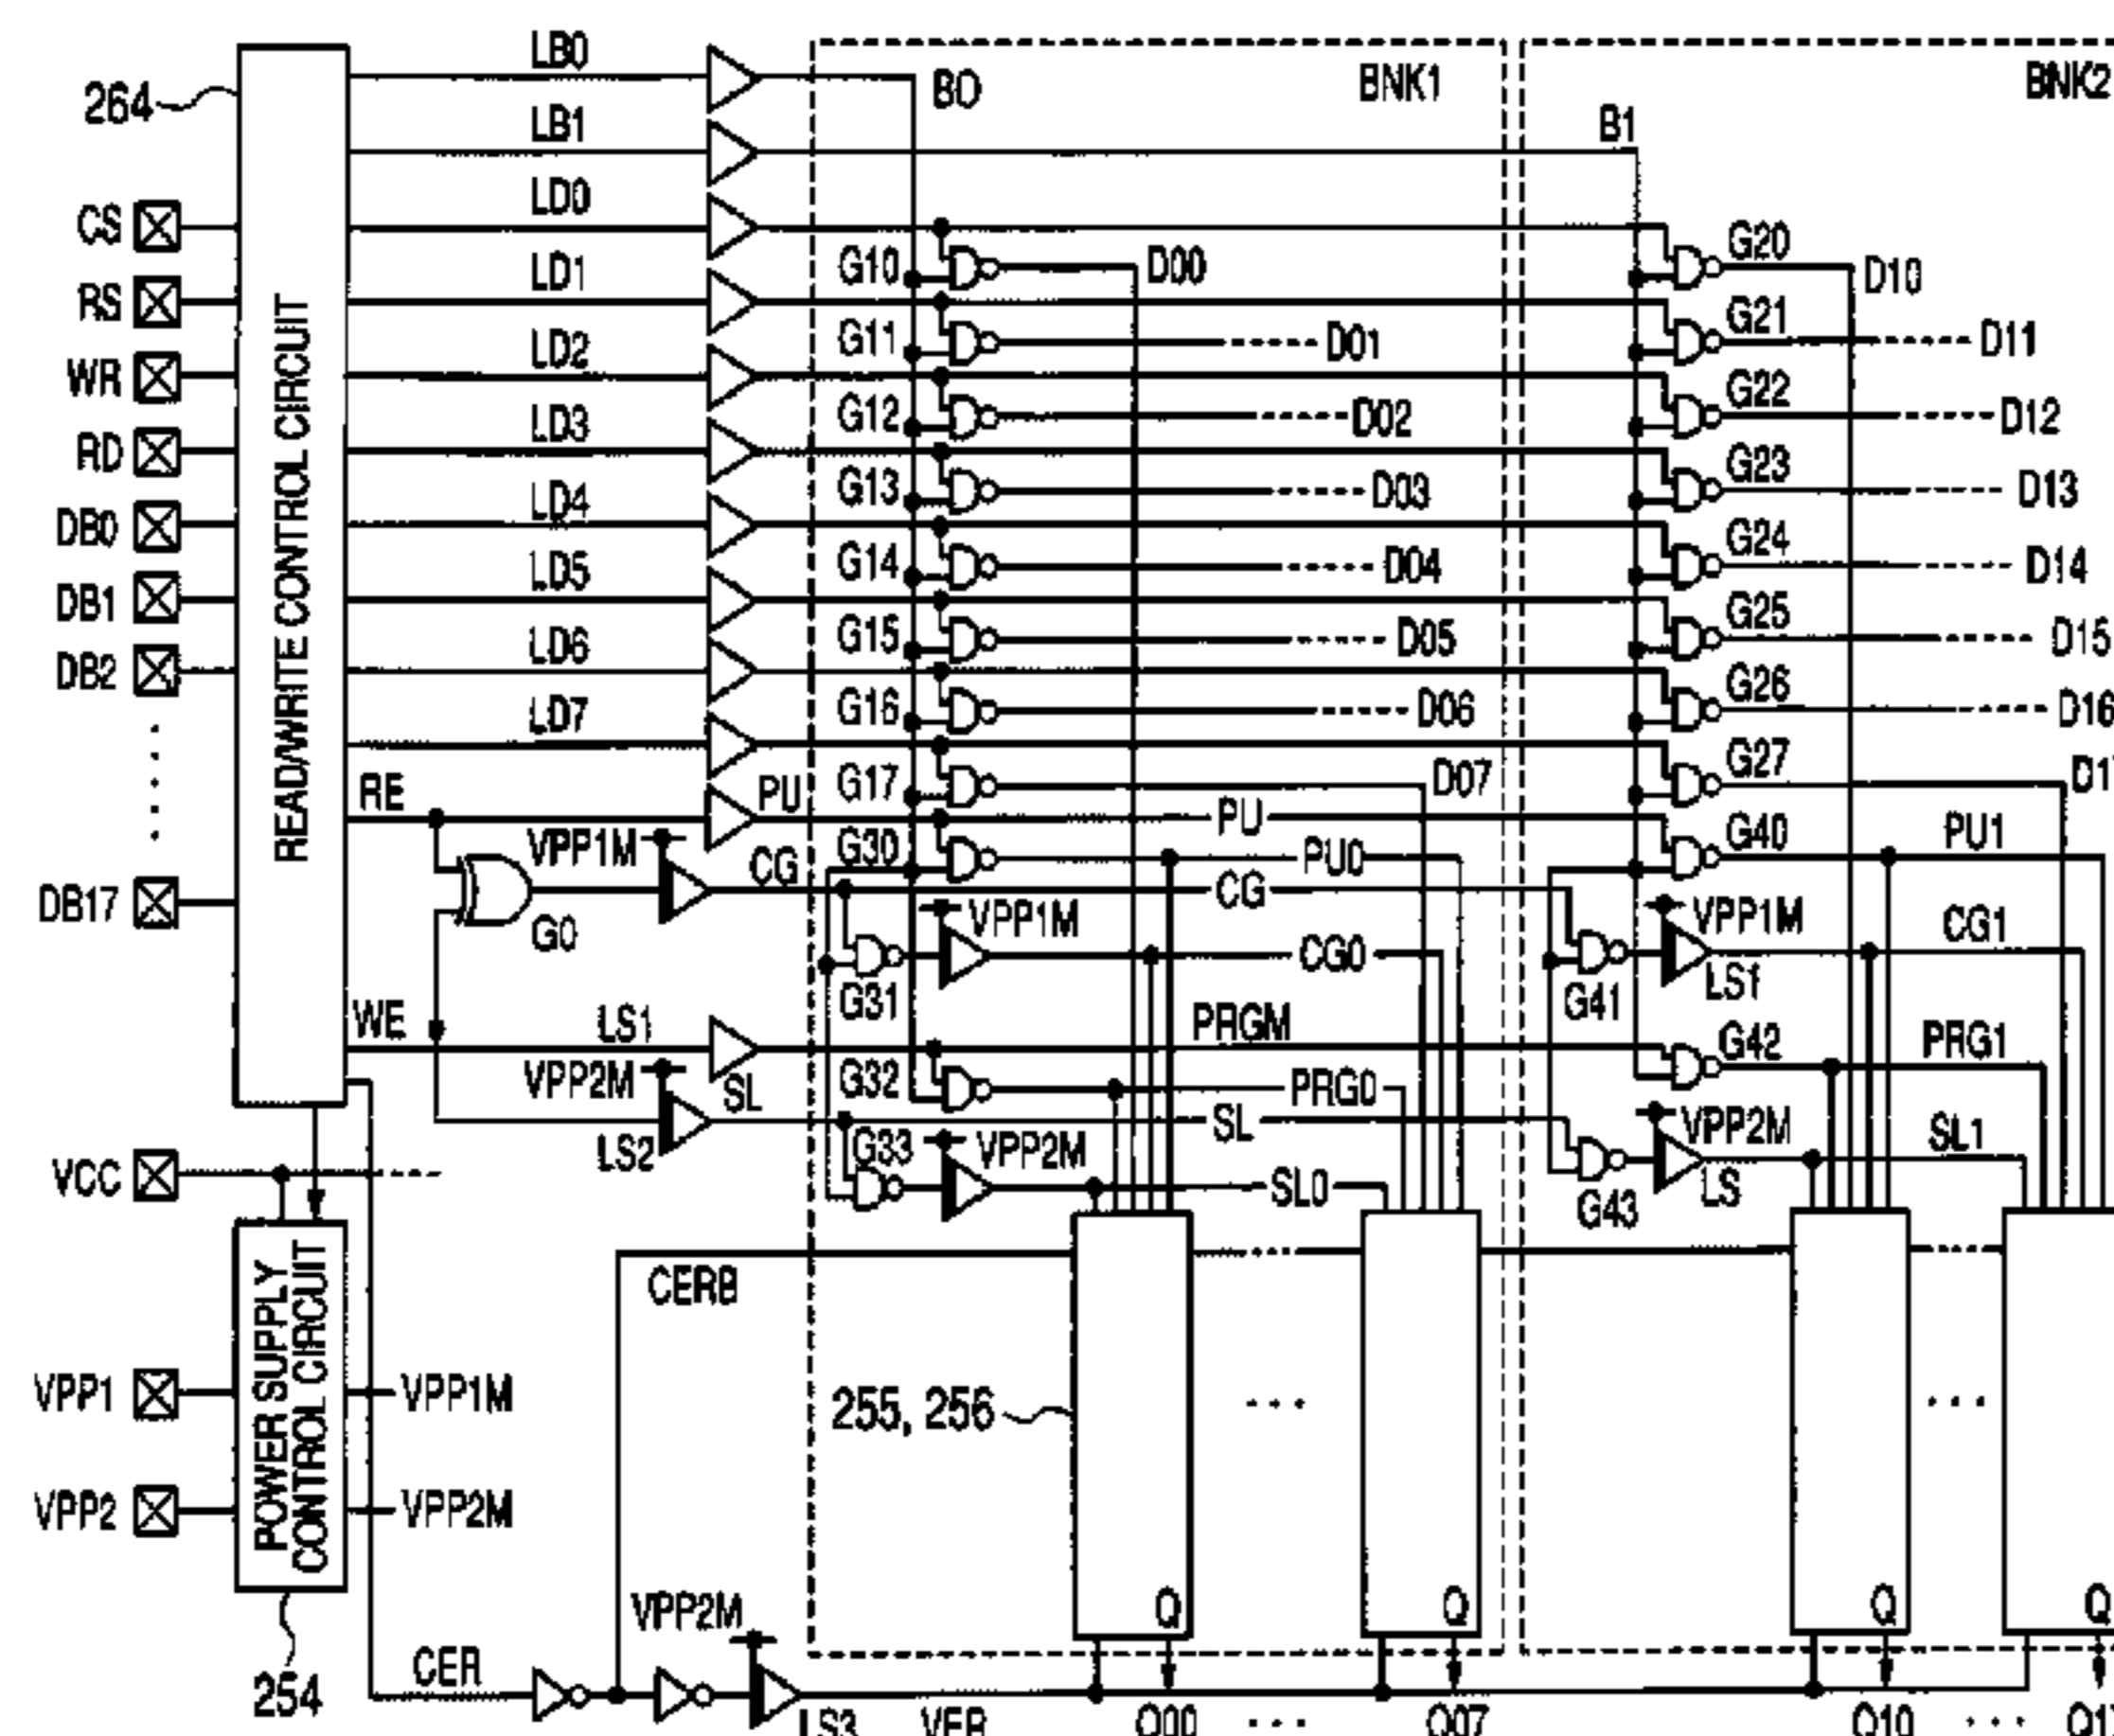 LB0
264
BO
BNK1
BNK2
LB1
B1
LD0
CS
G10
D00
G20
D10
LD1
RS
G11
D01
G21
D11
LD2
WR
G12
D02
G22
D12
LD3
RD
G13
D03
G23
D13
LD4
DB0
G14
D04
G24
D14
LD5
DB1
G15
D05
G25
D15
LD6
DB2
G16
D06
G26
D16
LD7
READ/WRITE CONTROL CIRCUIT
G17
D07
G27
RE
PU
PU
G30
PU0
G40
PU1
VPP1M
CG
CG
DB17
G0
VPP1M
VPP1M
CG0
CG1
G31
G41
LS1
WE
LS1
PRGM
G42
PRG1
VPP2M
SL
G32
PRG0
SL
VPP2M
SL1
LS2
G33
VPP2M
SL0
G43
LS
VCC
CERB
POWER SUPPLY
CONTROL CIRCUIT
VPP1
VPP1M
255, 256
VPP2
VPP2M
VPP2M
Q
Q
Q
Q
CER
254
LS3
VER
Q00
Q07
Q10